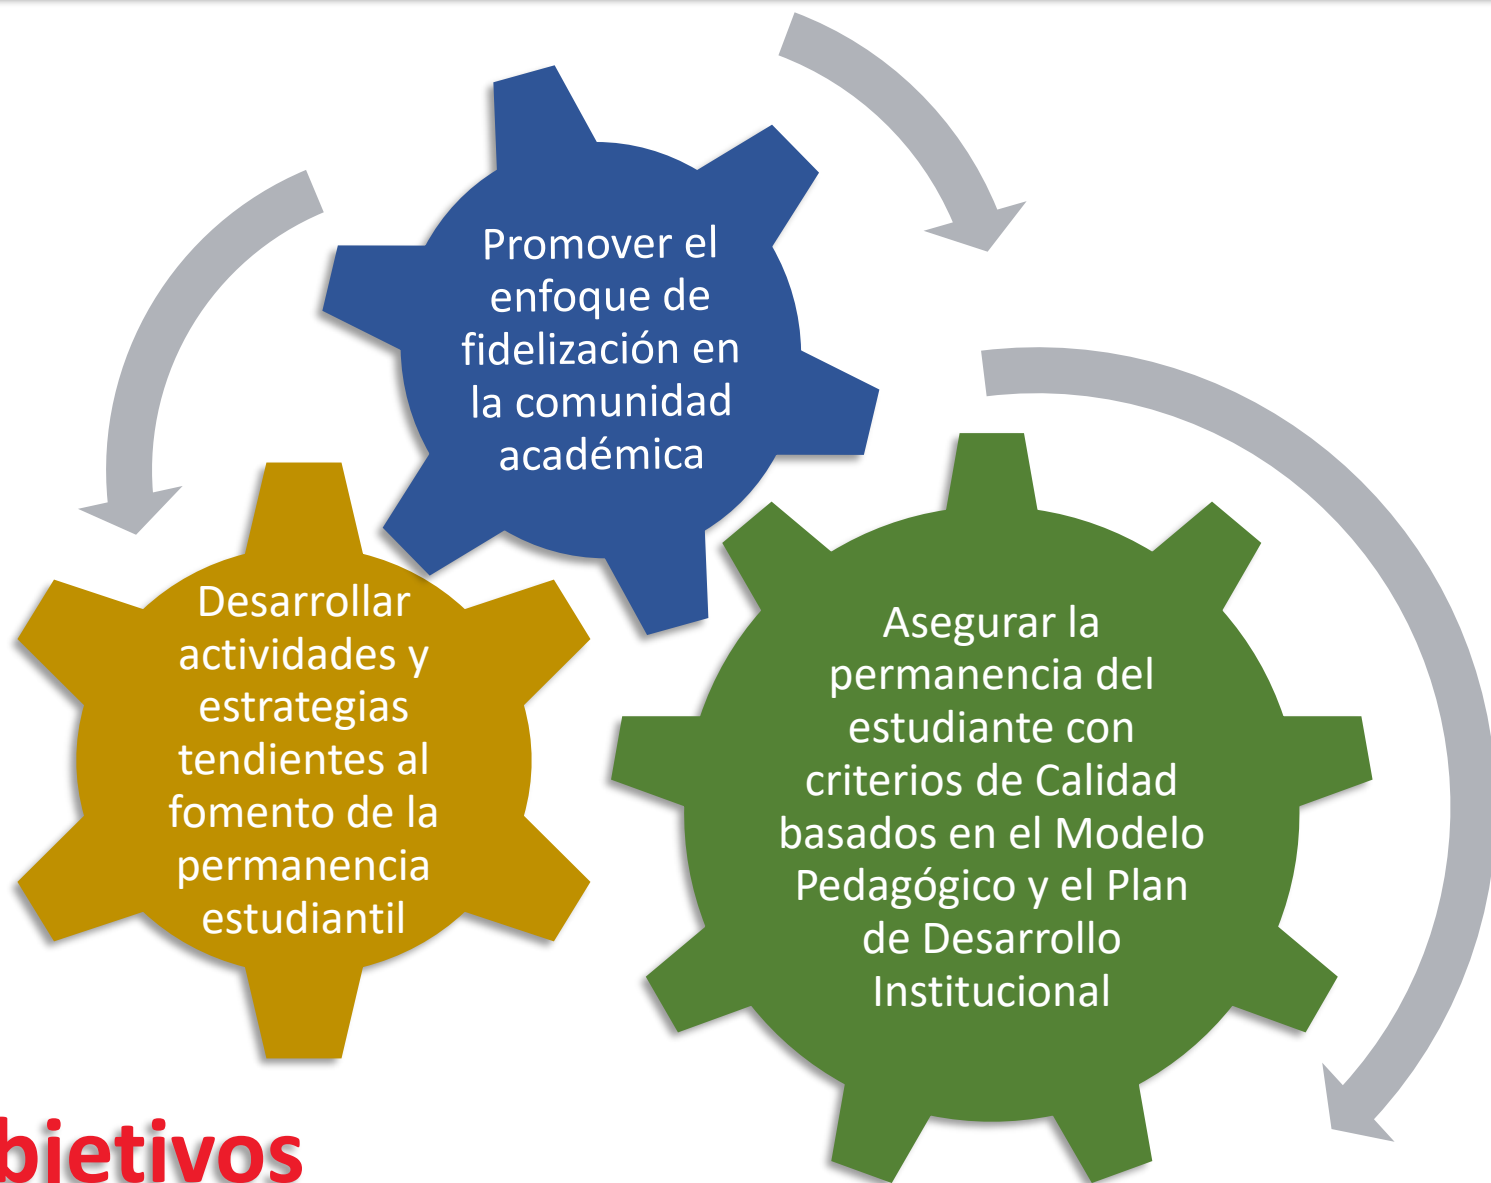 Promover el
enfoque de
fidelización en
la comunidad
académica
Desarrollar
actividades y
estrategias
tendientes al
fomento de la
permanencia
estudiantil
Asegurar la
permanencia del
estudiante con
criterios de Calidad
basados en el Modelo
Pedagógico y el Plan
de Desarrollo
Institucional
bjetivos